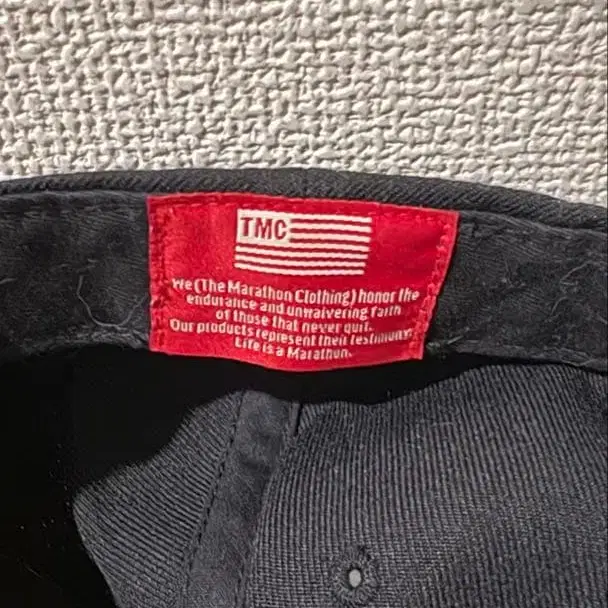 TMC
We (The Marathon Clothing) honor the
endurance and unwaivering faith
of those that never quit.
Our products represent their testimony.
Life is a Marathon.